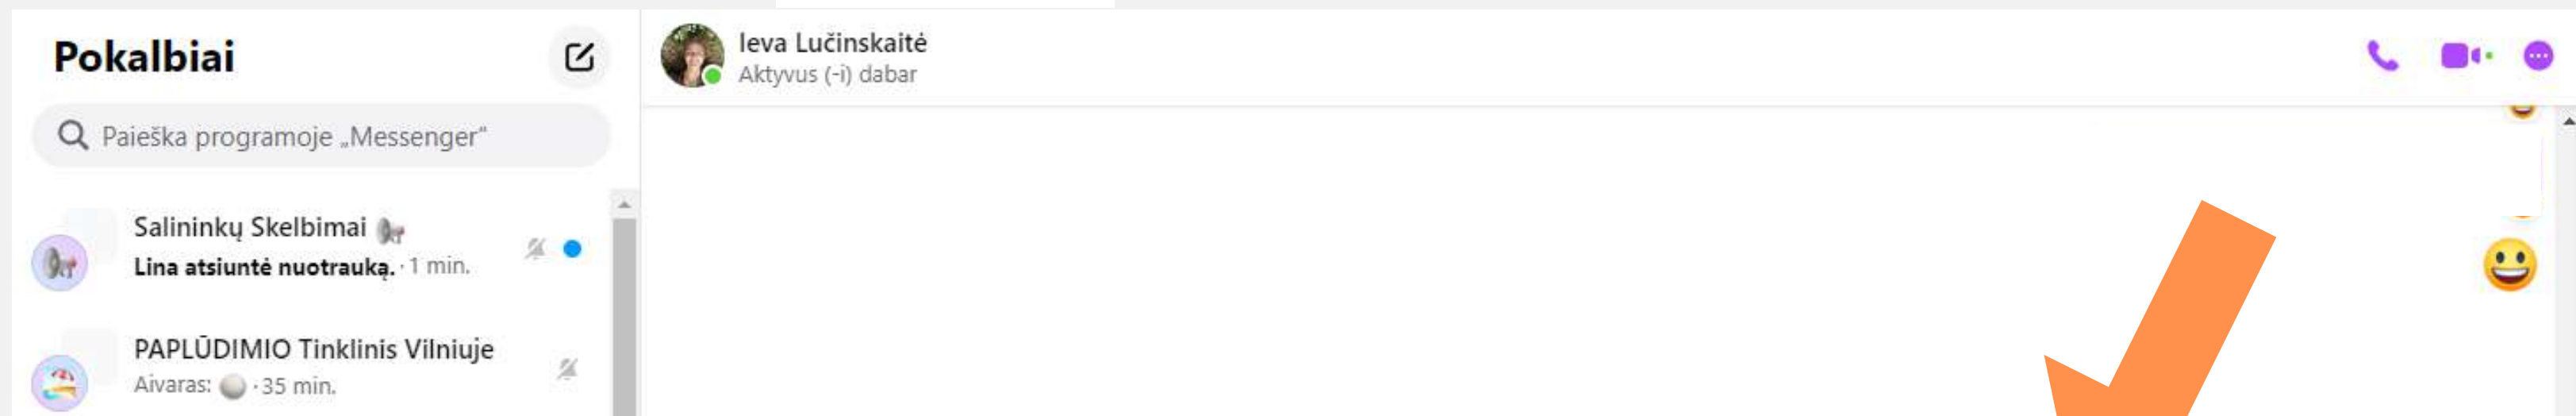 Pokalbiai
Paieška programoje „Messenger“
Salininkų Skelbimai
Lina atsiuntė nuotrauką. · 1 min.
PAPLŪDIMIO Tinklinis Vilniuje
Aivaras: · 35 min.
Ieva Lučinskaitė
Aktyvus (-i) dabar